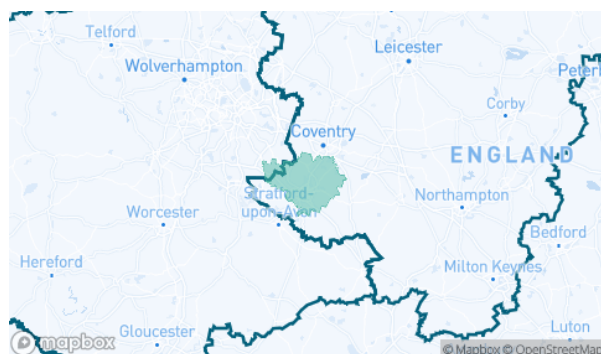 Telford
Leicester
Wolverhampton
Peter
Corby
Coventry
ENGLAND
Stratford-
upon-Avon
Northampton
Worcester
Bedford
Hereford
Milton Keynes
Gloucester
Luton
mapbox
© Mapbox © OpenStreetMap